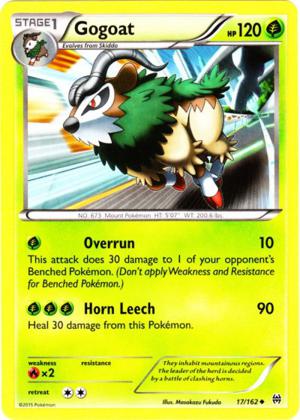 STAGE1
Gogoat
HP 120
Evolves from Skiddo
NO. 673 Mount Pokémon HT: 5'07" WT: 200.6 lbs.
Overrun 10
This attack does 30 damage to 1 of your opponent's
Benched Pokémon. (Don't apply Weakness and Resistance
for Benched Pokémon.)
Horn Leech 90
Heal 30 damage from this Pokémon.
weakness
resistance
×2
retreat
They inhabit mountainous regions.
The leader of the herd is decided by
a battle of clashing horns.
©2015 Pokémon
Illus. Masakazu Fukuda
17/162